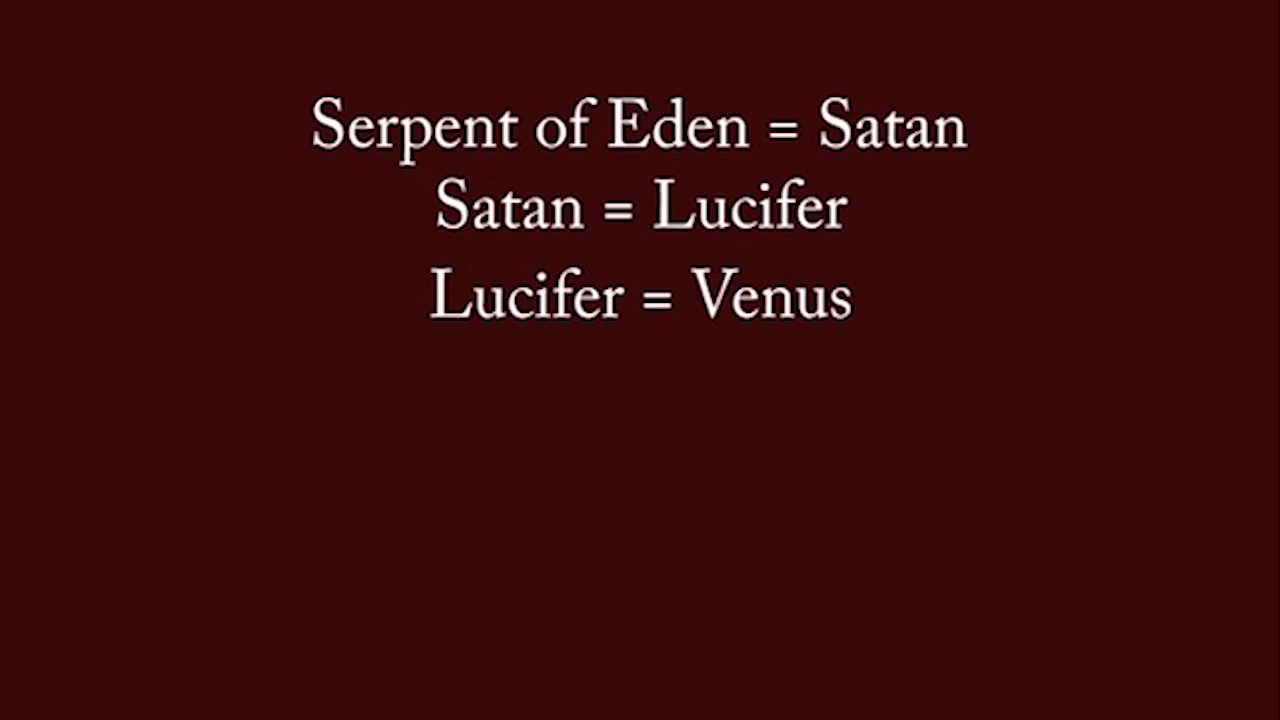 Serpent of Eden = Satan
Satan = Lucifer
Lucifer = Venus